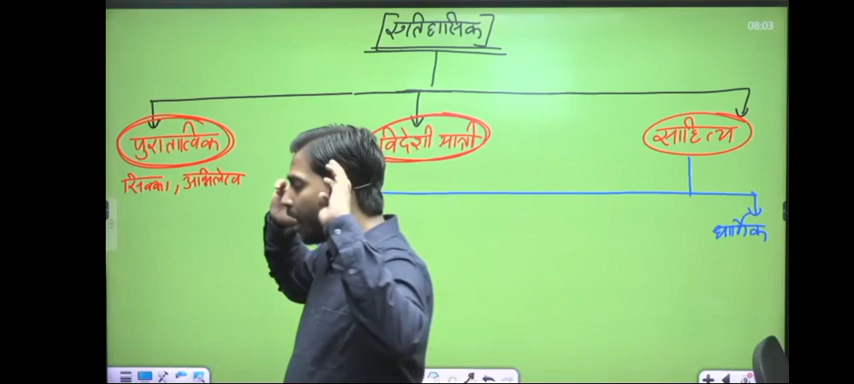 [ऐतिहासिक]
08:03
पुरातात्विक
विदेशी यात्री
साहित्य
सिक्का, अभिलेख
धार्मिक